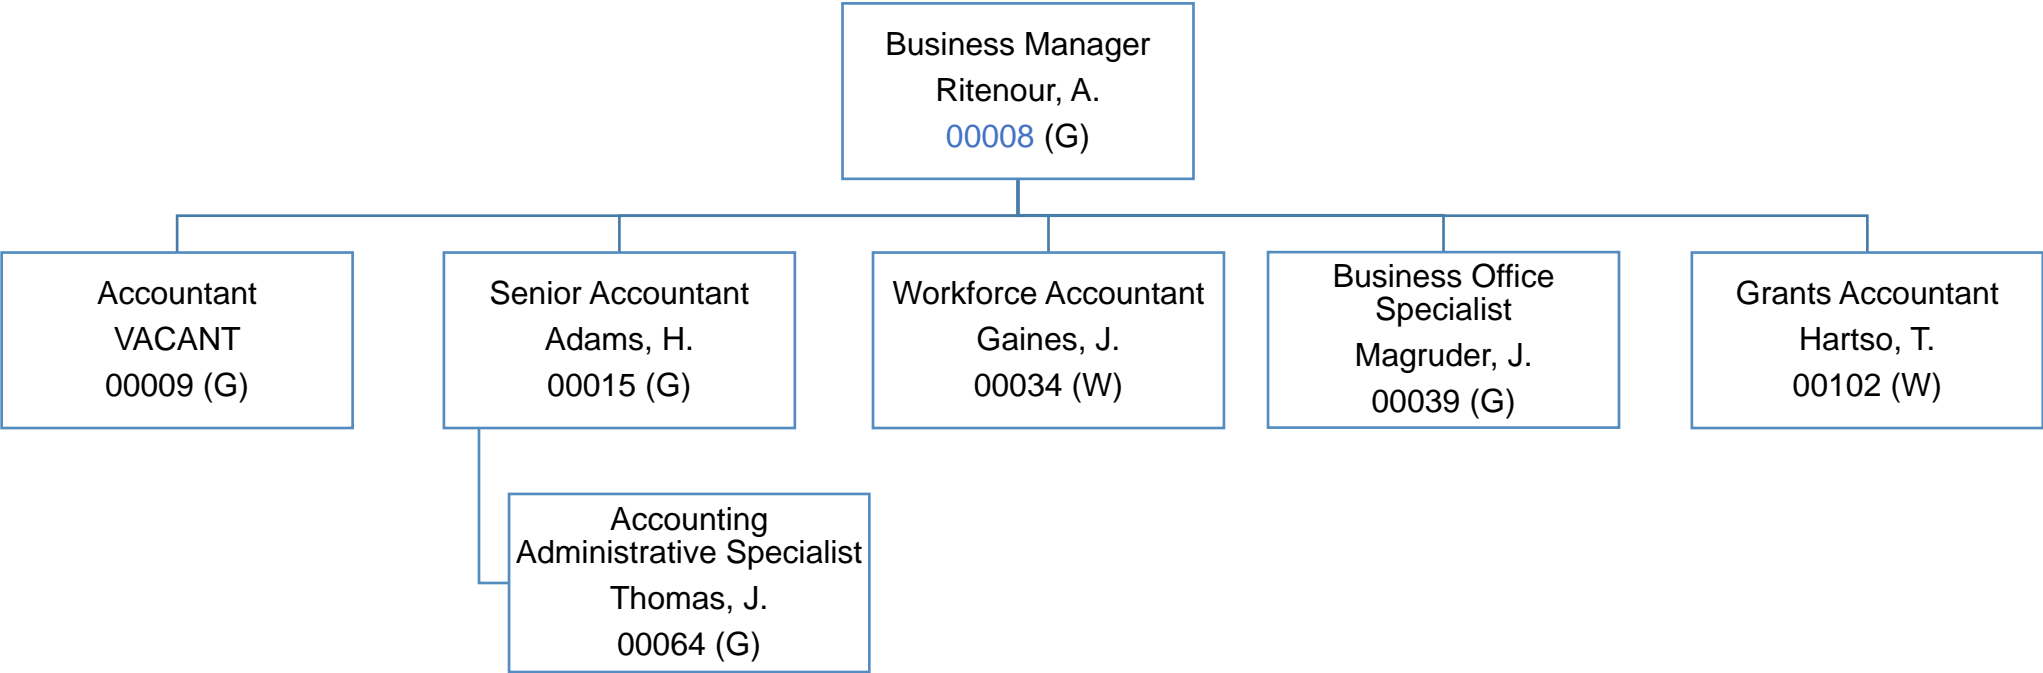 Business Manager
Ritenour, A.
00008 (G)
Accountant
VACANT
00009 (G)
Senior Accountant
Adams, H.
00015 (G)
Workforce Accountant
Gaines, J.
00034 (W)
Business Office
Specialist
Magruder, J.
00039 (G)
Grants Accountant
Hartso, T.
00102 (W)
Accounting
Administrative Specialist
Thomas, J.
00064 (G)